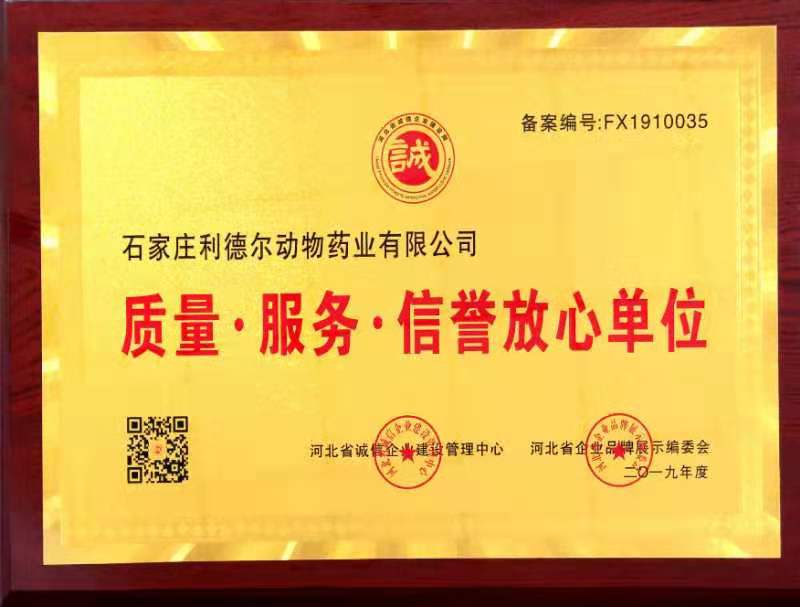 备案编号:FX1910035
誠
石家庄利德尔动物药业有限公司
质量·服务·信誉放心单位
河北省诚信企业建设管理中心
河北省企业品牌展示编委会
二〇一九年度